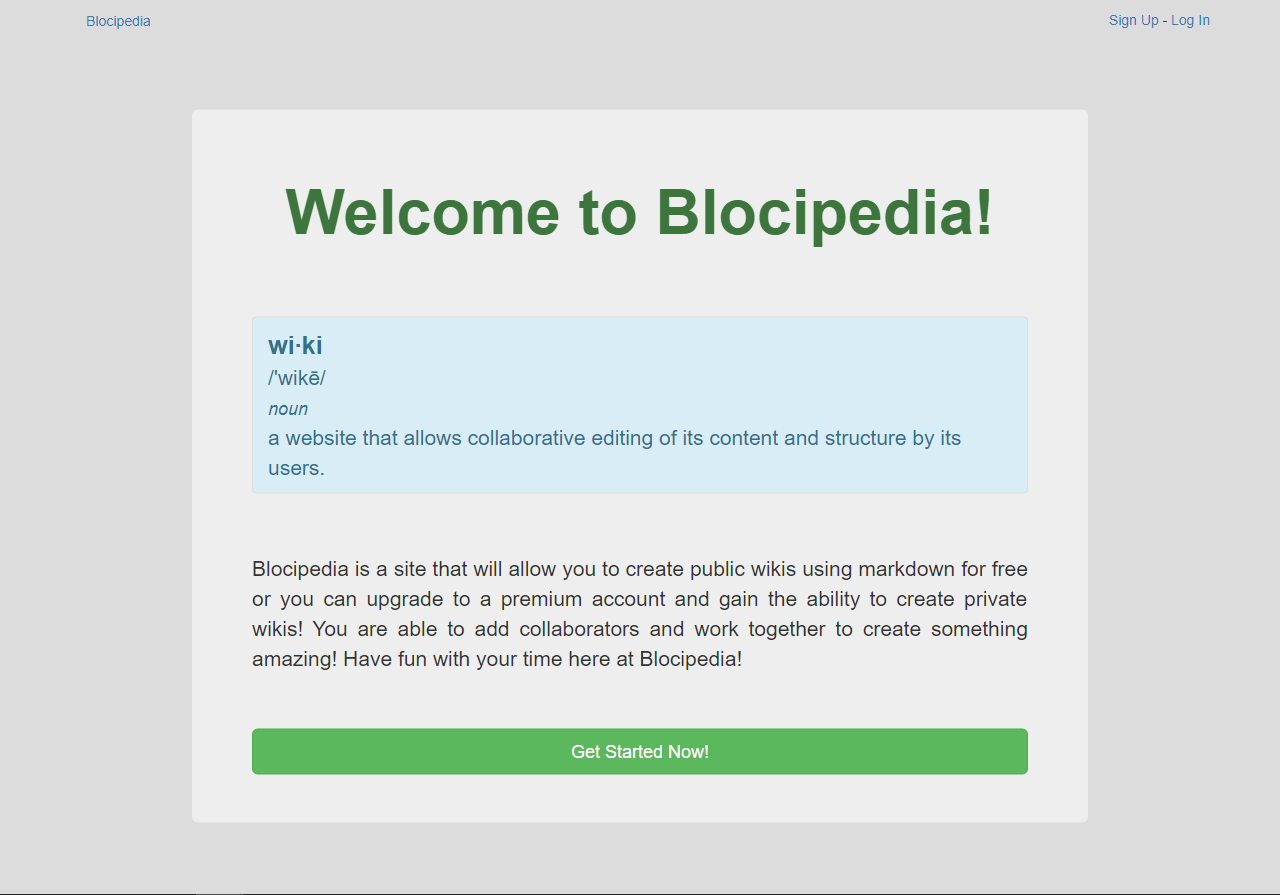 Blocipedia
Sign Up - Log In
Welcome to Blocipedia!
wi·ki
/'wikē/
noun
a website that allows collaborative editing of its content and structure by its
users.
Blocipedia is a site that will allow you to create public wikis using markdown for free
or you can upgrade to a premium account and gain the ability to create private
wikis! You are able to add collaborators and work together to create something
amazing! Have fun with your time here at Blocipedia!
Get Started Now!